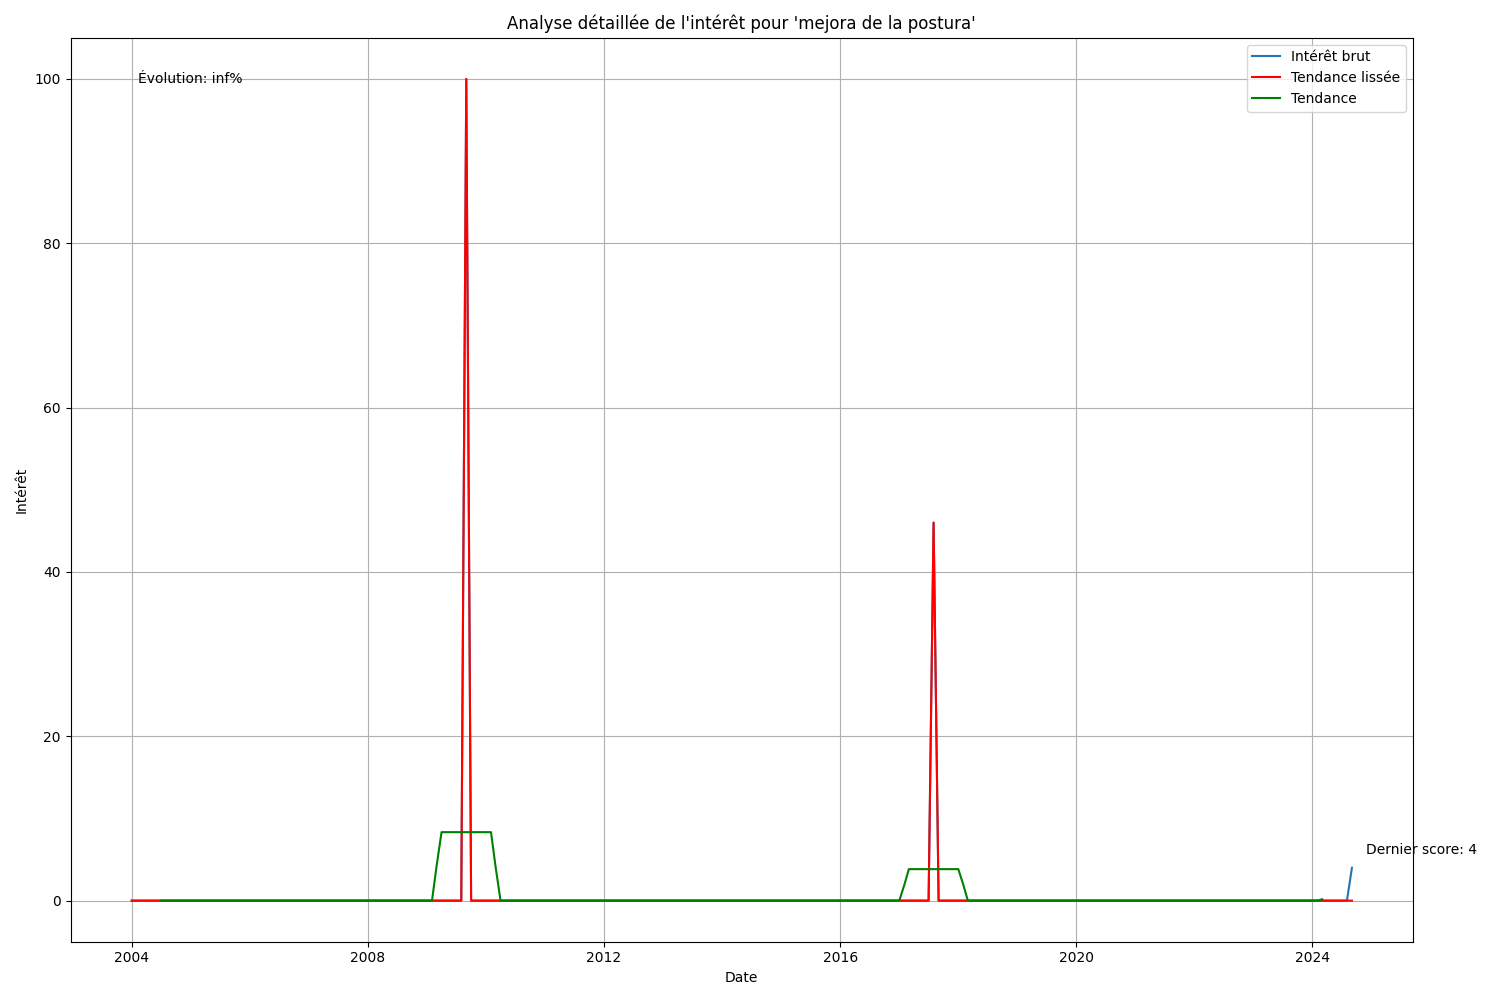 Analyse détaillée de l'intérêt pour 'mejora de la postura'
Évolution: inf%
Intérêt brut
Tendance lissée
Tendance
100
80
60
40
20
0
Intérêt
Dernier score: 4
2004
2008
2012
2016
2020
2024
Date